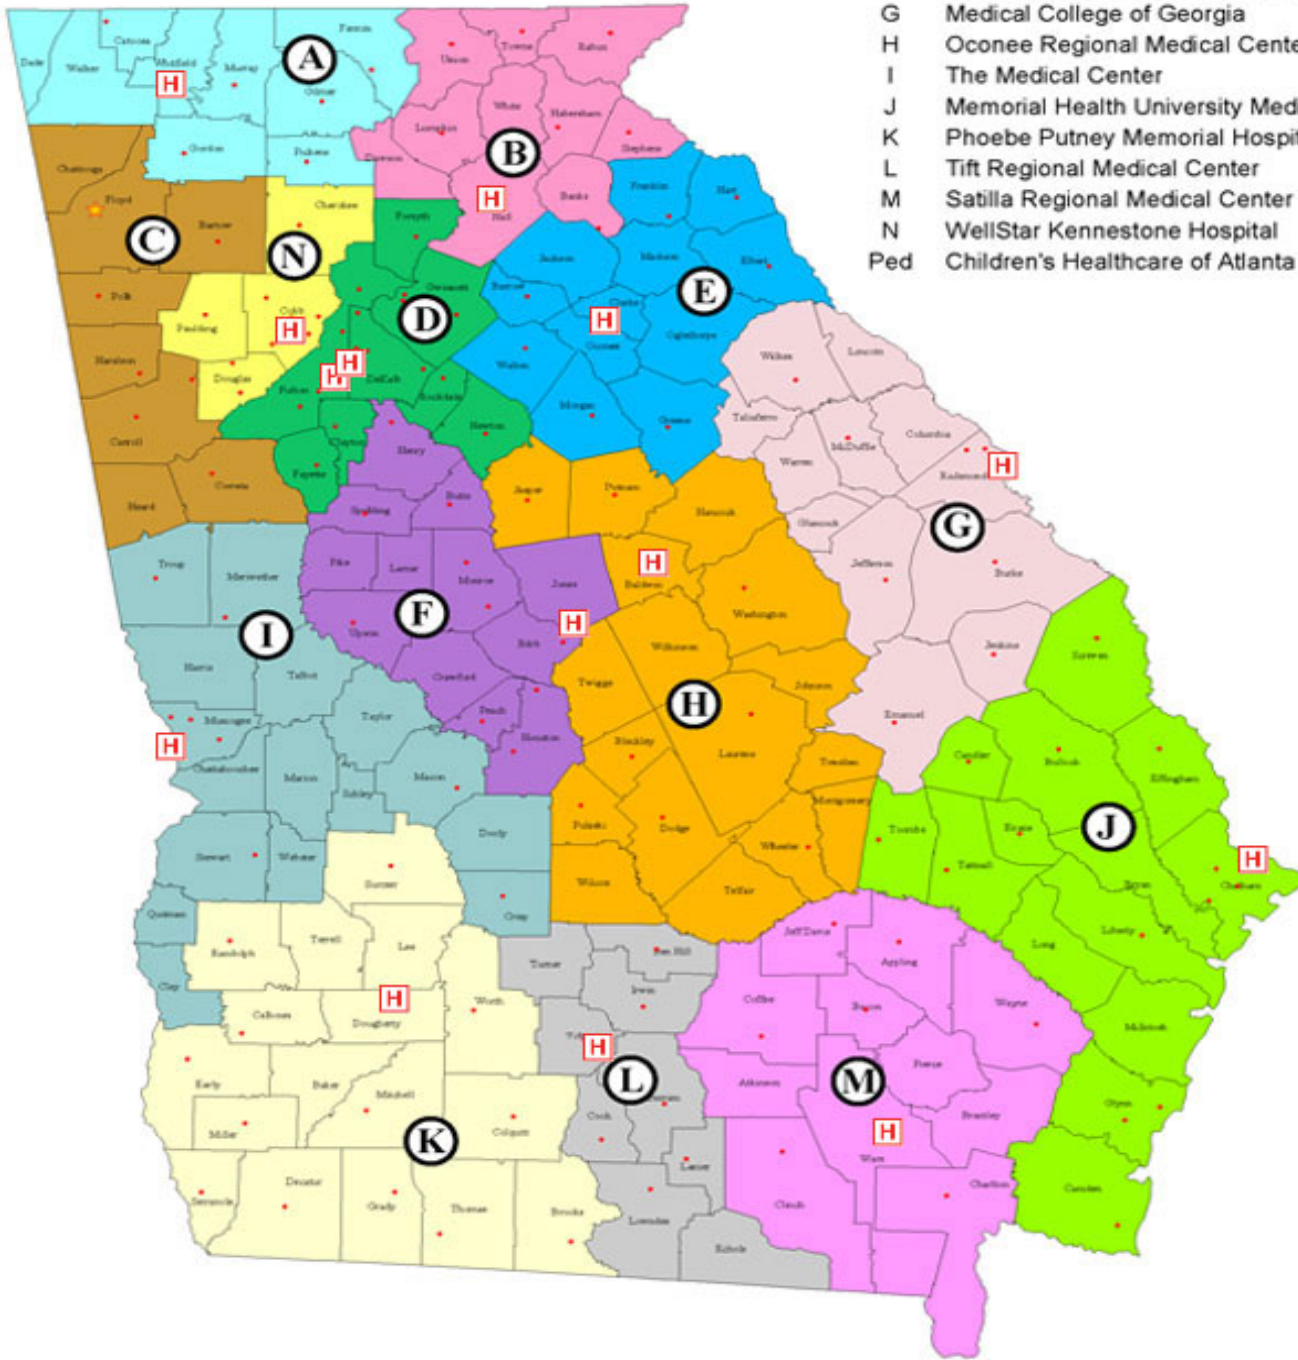 G Medical College of Georgia
H Oconee Regional Medical Cente
I The Medical Center
J Memorial Health University Medi
K Phoebe Putney Memorial Hospit
L Tift Regional Medical Center
M Satilla Regional Medical Center
N WellStar Kennestone Hospital
Ped Children's Healthcare of Atlanta
Fannin
Catoosa
Towns
Rabun
Union
Dade
Walker
Whitfield
Murray
A
Gilmer
H
White
Habersham
Lumpkin
Stephens
Gordon
Pickens
Dawson
B
Chattooga
Franklin
Hart
Floyd
Cherokee
H
Hall
Banks
Bartow
Forsyth
C
N
Jackson
Madison
Elbert
Polk
Gwinnett
Barrow
Clarke
E
Paulding
Cobb
H
D
H
Oconee
Oglethorpe
Haralson
Walton
Wilkes
Lincoln
Douglas
H
H
Fulton
DeKalb
Rockdale
Carroll
Morgan
Greene
Taliaferro
Columbia
Clayton
Newton
McDuffie
Henry
Warren
H
Fayette
Coweta
Richmond
Heard
Butts
Jasper
Putnam
Spalding
Hancock
Glascock
G
Troup
Meriwether
Pike
Lamar
Monroe
Jones
H
Baldwin
Jefferson
Burke
Washington
I
F
H
Upson
Bibb
Wilkinson
Jenkins
Screven
Harris
Talbot
Crawford
Twiggs
Johnson
H
Taylor
Peach
Muscogee
H
Houston
Emanuel
Bleckley
Laurens
Chattahoochee
Marion
Macon
Candler
Bulloch
Effingham
Treutlen
Schley
Montgomery
Dooly
Pulaski
Dodge
Wheeler
Toombs
Evans
J
Stewart
Webster
H
Sumter
Wilcox
Telfair
Tattnall
Bryan
Chatham
Quitman
Crisp
Jeff Davis
Liberty
Randolph
Terrell
Lee
Ben Hill
Appling
Long
Turner
Clay
Irwin
Coffee
Bacon
Wayne
H
Worth
Calhoun
Dougherty
McIntosh
H
Early
Baker
Mitchell
L
Atkinson
M
Pierce
Cook
Brantley
Glynn
Miller
K
Colquitt
H
Ware
Lanier
Seminole
Decatur
Grady
Thomas
Brooks
Lowndes
Clinch
Charlton
Camden
Echols